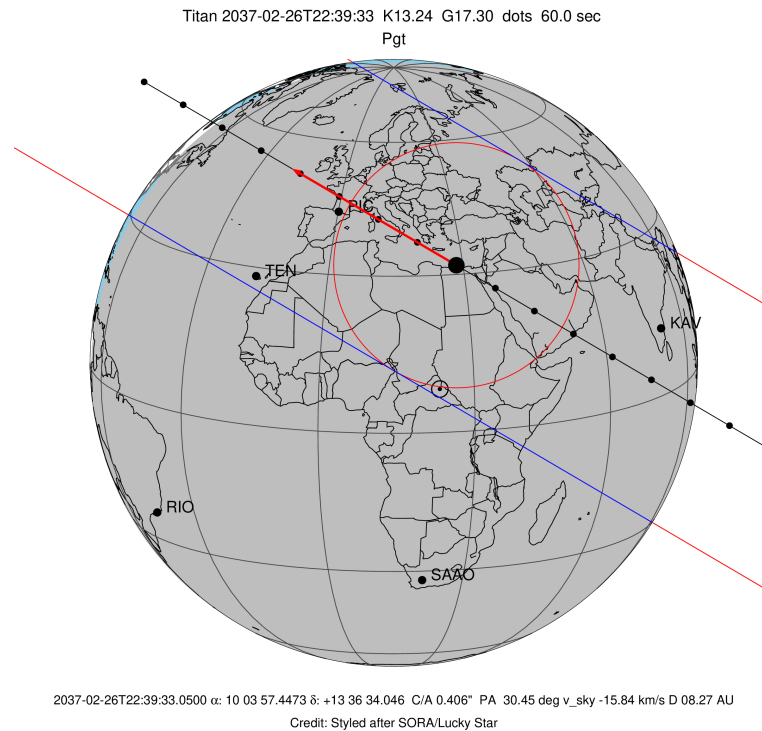 Titan 2037-02-26T22:39:33 K13.24 G17.30 dots 60.0 sec
Pgt
PIC
TEN
KAV
RIO
SAAO
2037-02-26T22:39:33.0500 α: 10 03 57.4473 δ: +13 36 34.046 C/A 0.406" PA 30.45 deg v_sky -15.84 km/s D 08.27 AU
Credit: Styled after SORA/Lucky Star